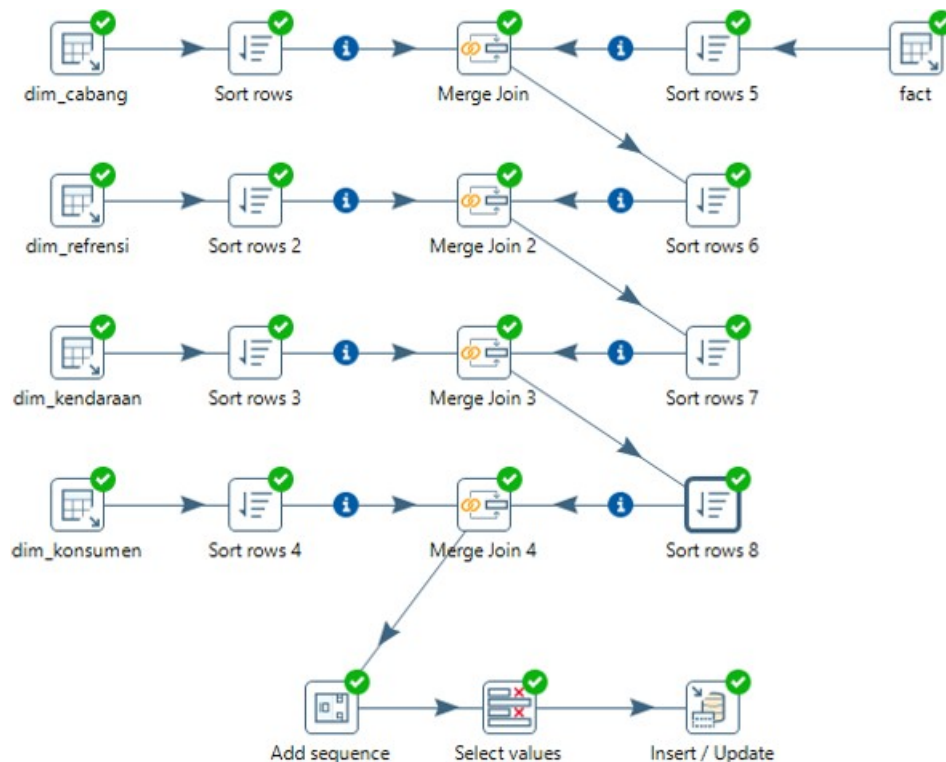 dim_cabang
Sort rows
Merge Join
Sort rows 5
fact
dim_refrensi
Sort rows 2
Merge Join 2
Sort rows 6
dim_kendaraan
Sort rows 3
Merge Join 3
Sort rows 7
dim_konsumen
Sort rows 4
Merge Join 4
Sort rows 8
Add sequence
Select values
Insert / Update